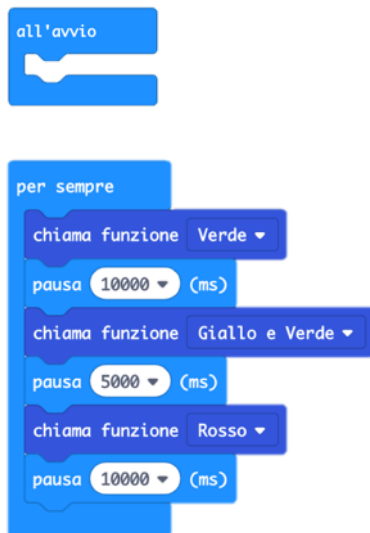 all'avvio
per sempre
chiama funzione Verde
pausa 10000 (ms)
chiama funzione Giallo e Verde
pausa 5000 (ms)
chiama funzione Rosso
pausa 10000 (ms)